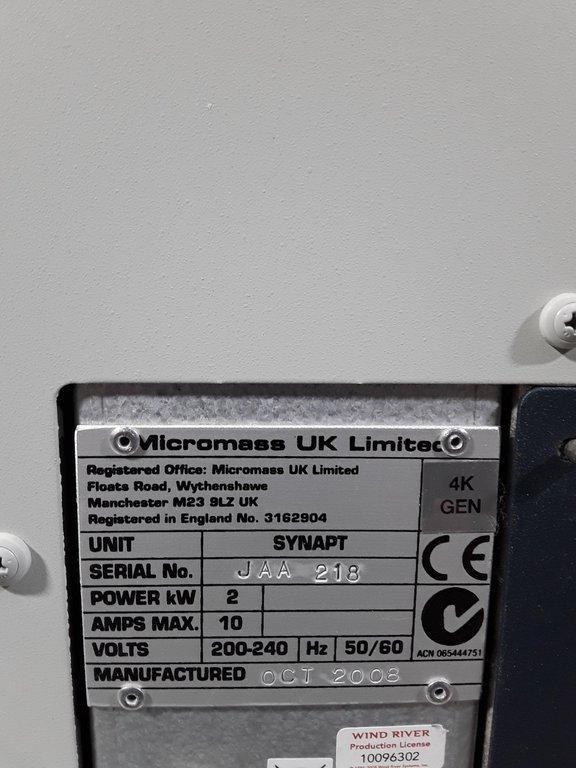 Micromass UK Limited
Registered Office: Micromass UK Limited
Floats Road, Wythenshawe
Manchester M23 9LZ UK
Registered in England No. 3162904
4K
GEN
UNIT SYNAPT
SERIAL No. JAA 218
CE
POWER kW 2
AMPS MAX. 10
VOLTS 200-240 Hz 50/60
ACN 065444751
MANUFACTURED OCT 2008
WIND RIVER
Production License
10096302